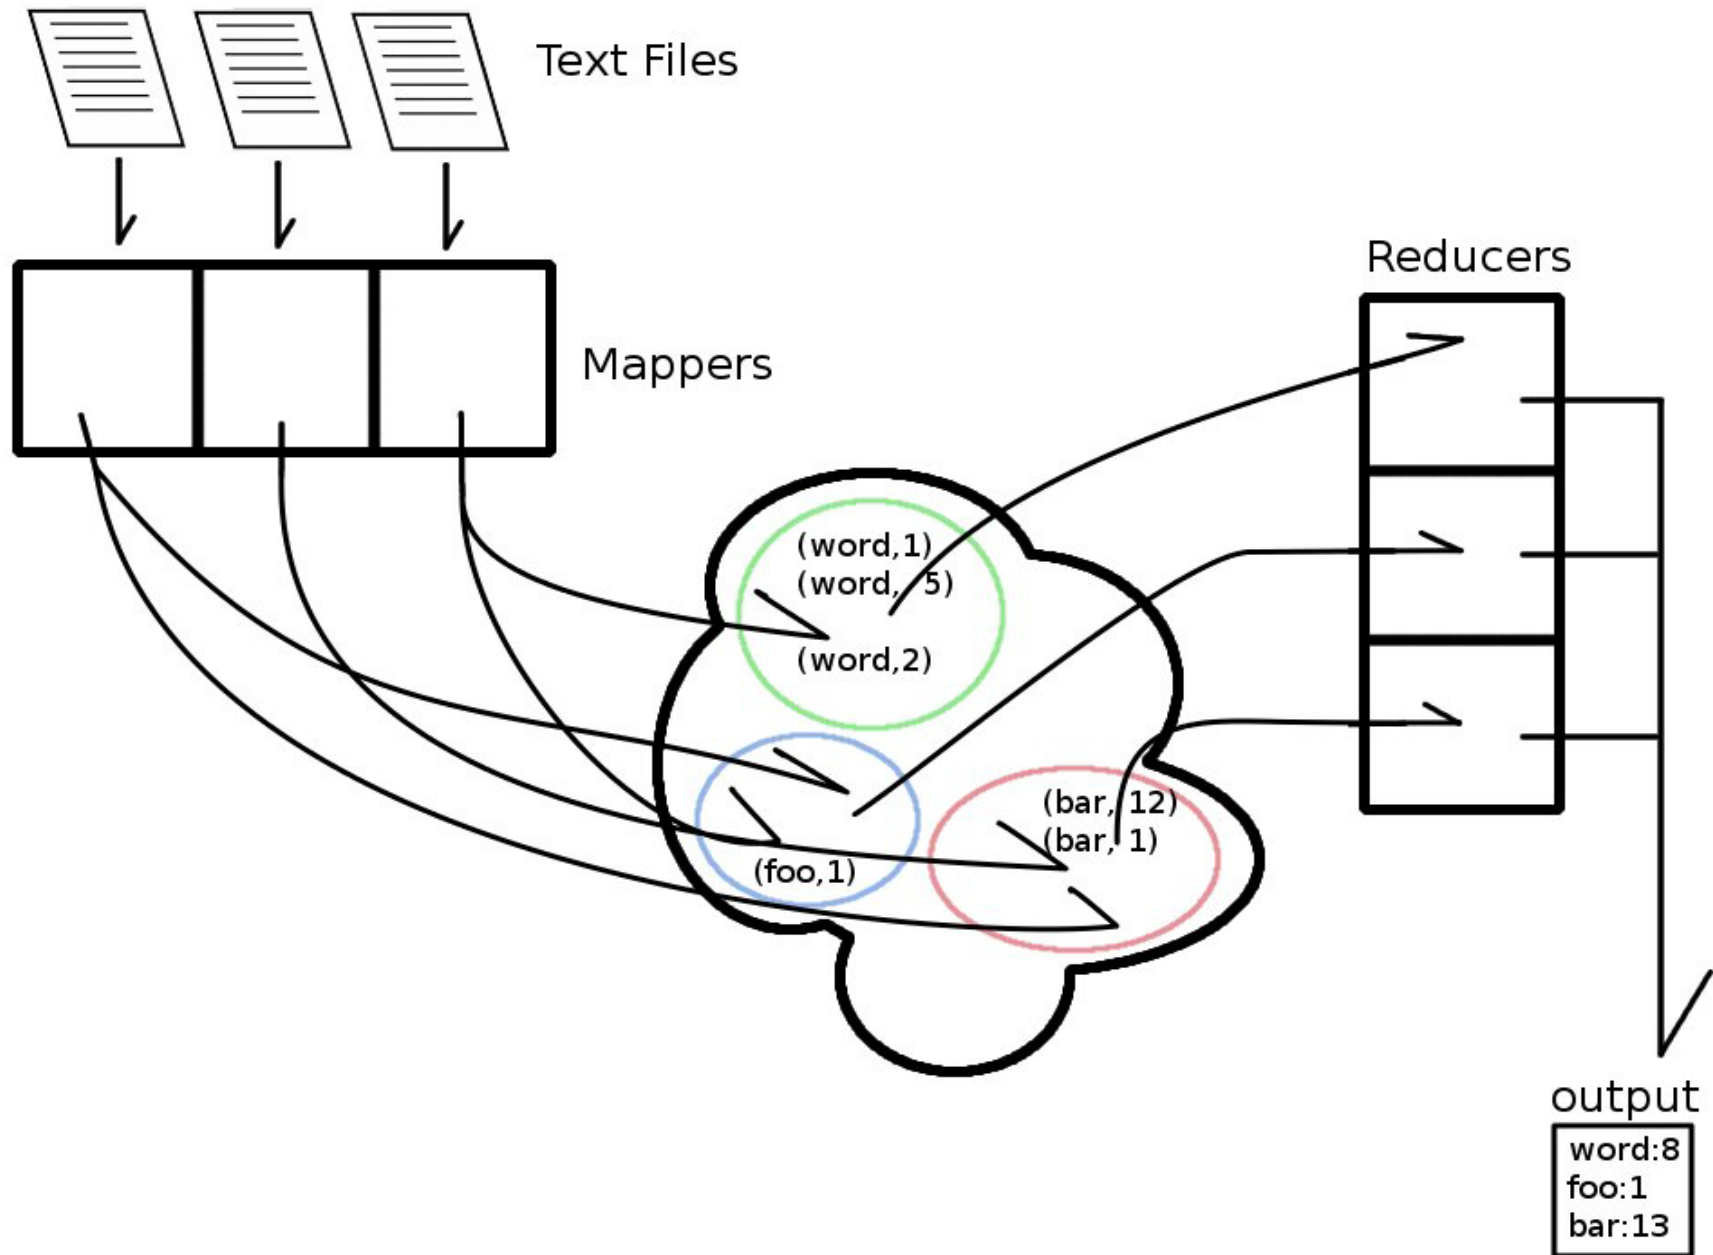 Text Files
Mappers
Reducers
(word,1)
(word, 5)
(word,2)
(foo,1)
(bar, 12)
(bar, 1)
output
word:8
foo:1
bar:13